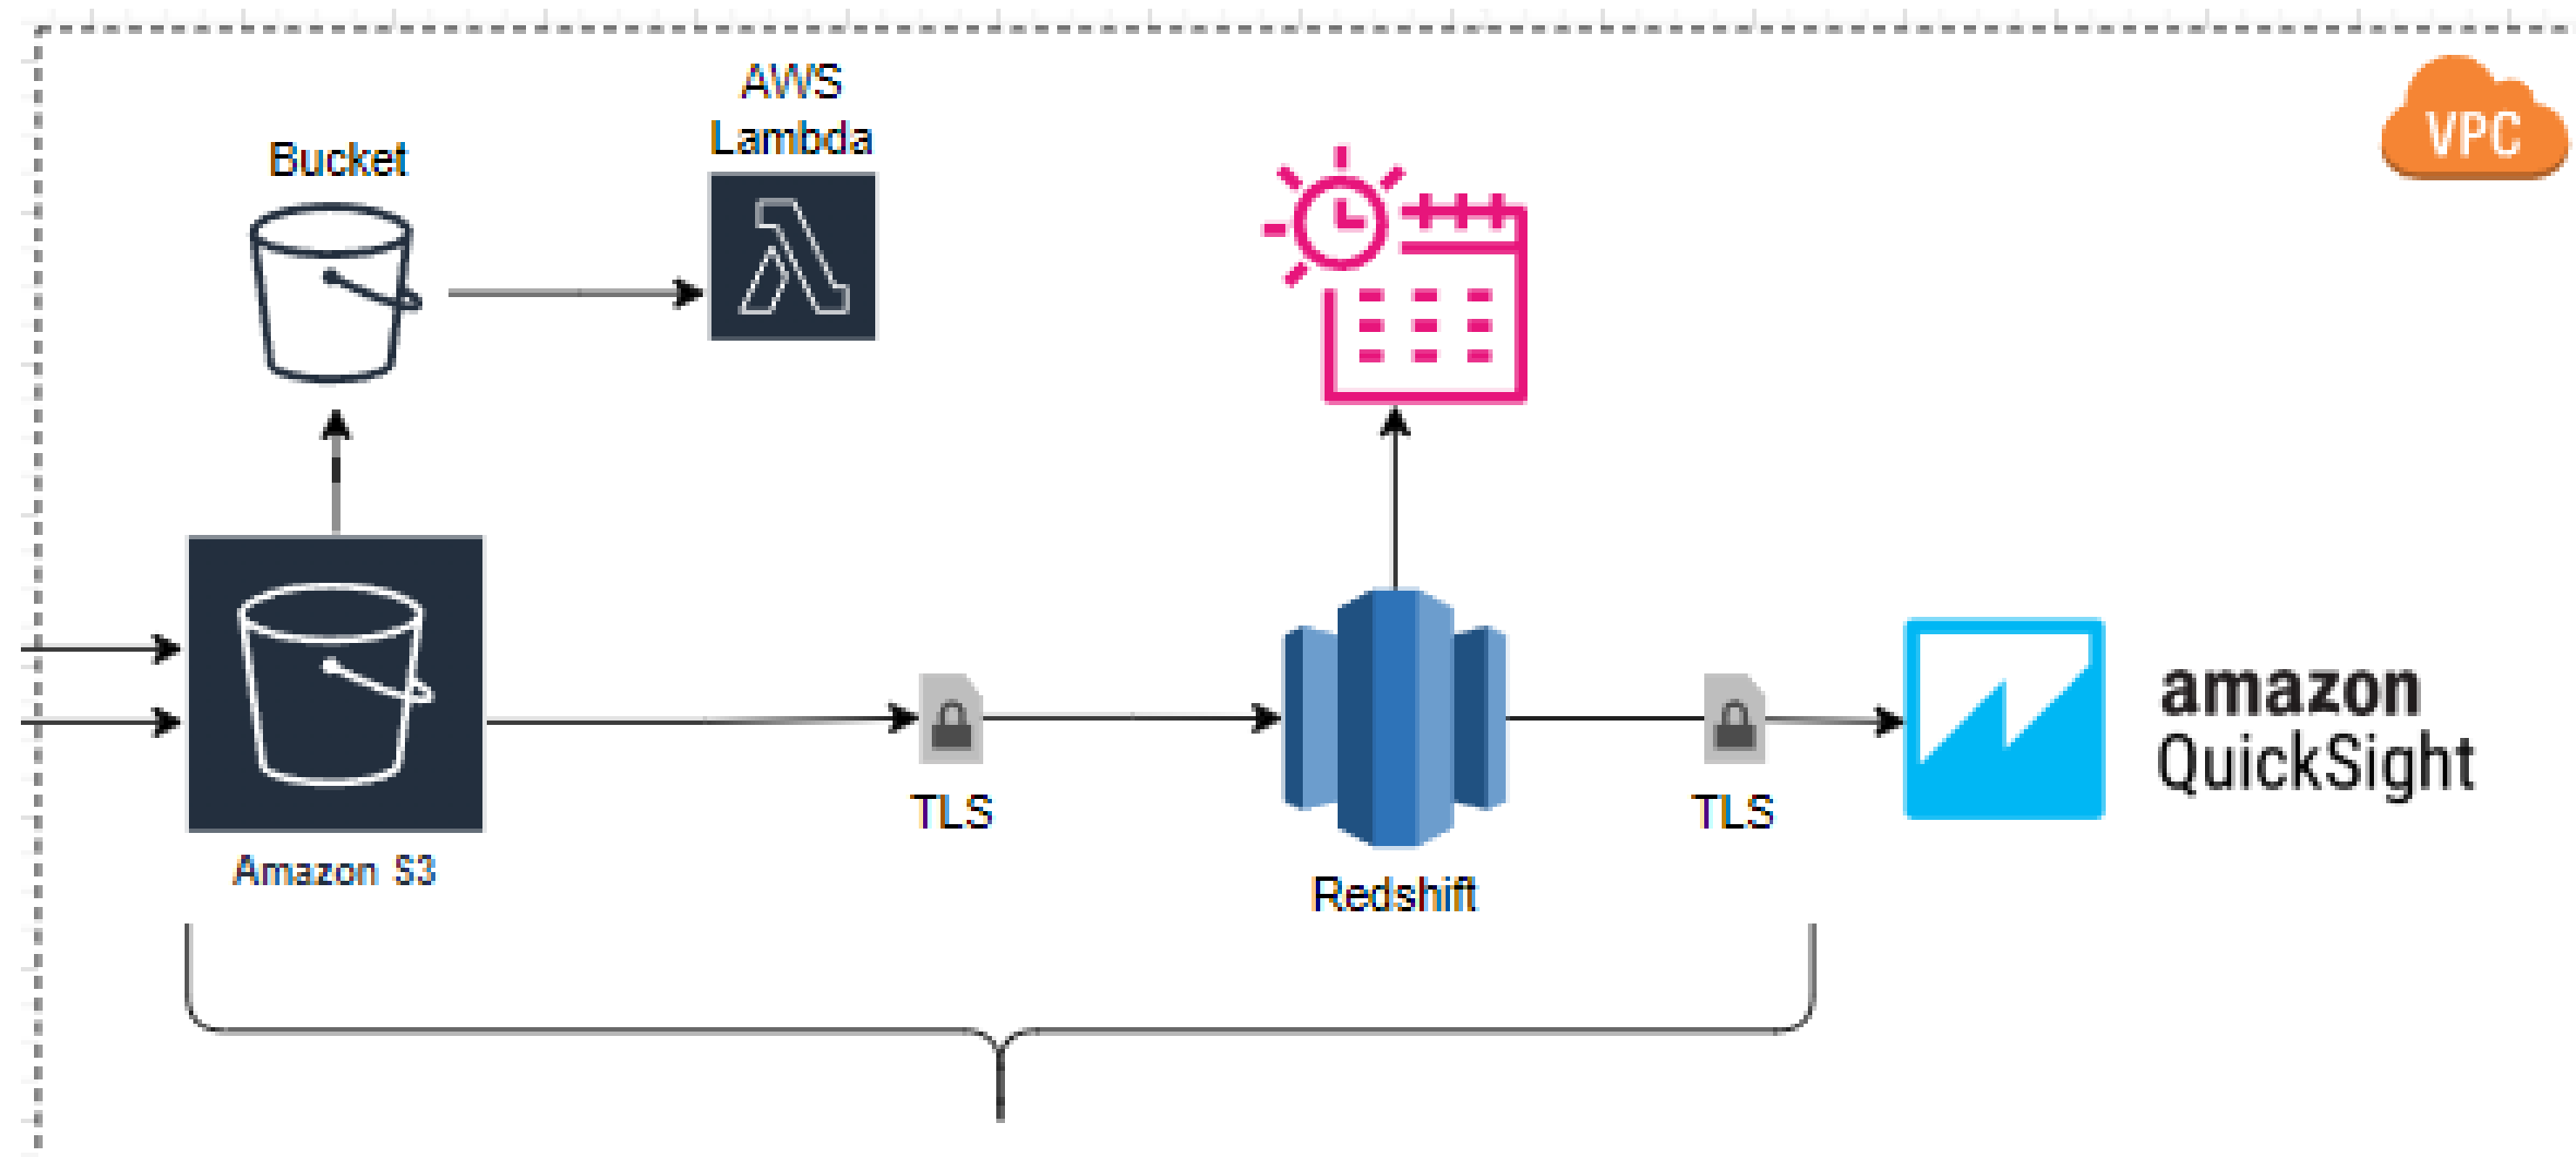 AWS
Lambda
Bucket
VPC
amazon
QuickSight
TLS
TLS
Amazon S3
Redshift